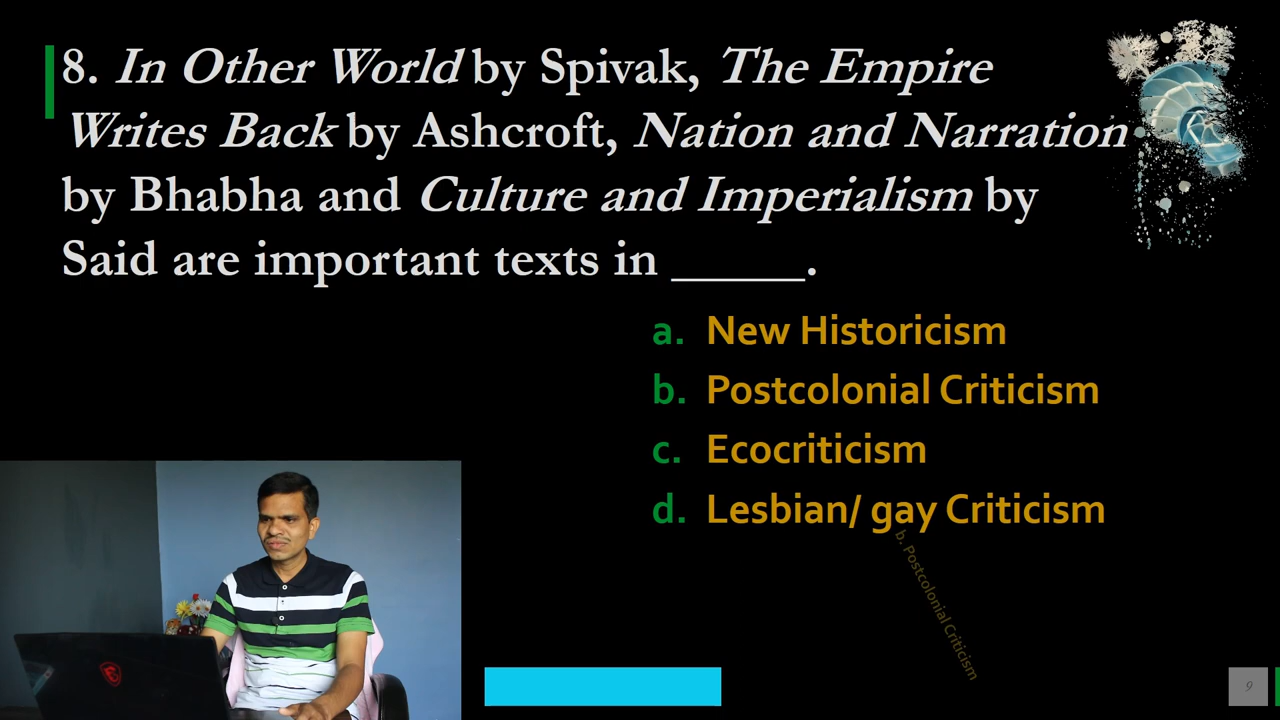 8. In Other World by Spivak, The Empire
Writes Back by Ashcroft, Nation and Narration
by Bhabha and Culture and Imperialism by
Said are important texts in ______.
a. New Historicism
b. Postcolonial Criticism
c. Ecocriticism
d. Lesbian/ gay Criticism
b. Postcolonial Criticism
9